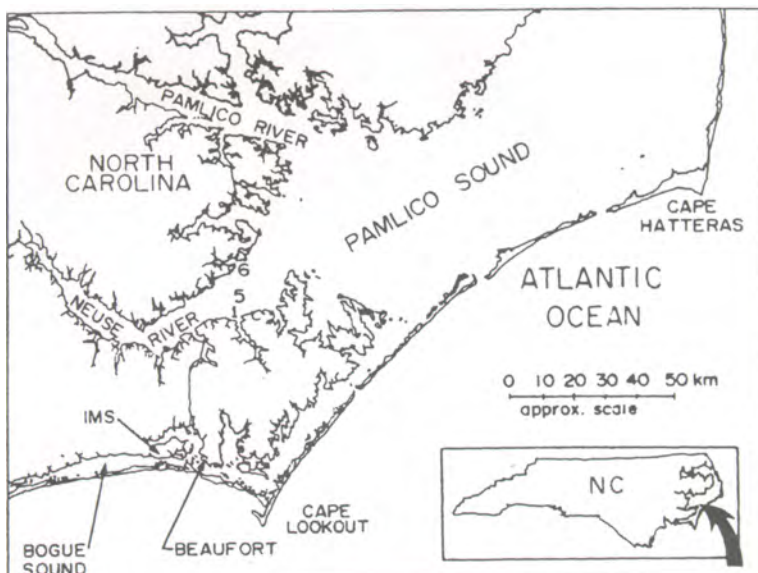 PAMLICO
RIVER
NORTH
CAROLINA
PAMLICO SOUND
CAPE
HATTERAS
6
ATLANTIC
OCEAN
5
NEUSE
RIVER
0 10 20 30 50 km
approx. scale
IMS
NC
CAPE
LOOKOUT
BOGUE
SOUND
BEAUFORT